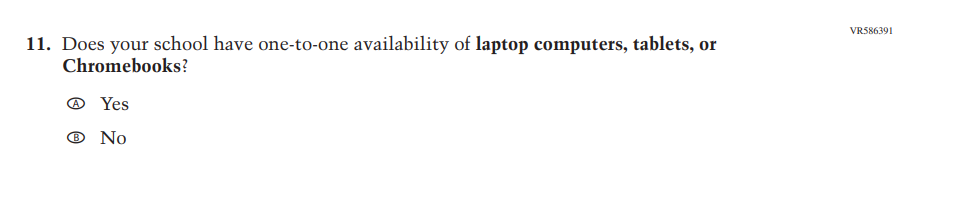 VR586391
11. Does your school have one-to-one availability of laptop computers, tablets, or
Chromebooks?
A Yes
B No